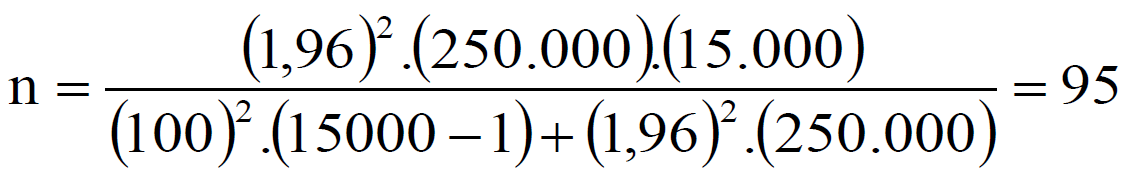 n = (1,96)².(250.000).(15.000) / (100)².(15000 – 1) + (1,96)².(250.000) = 95